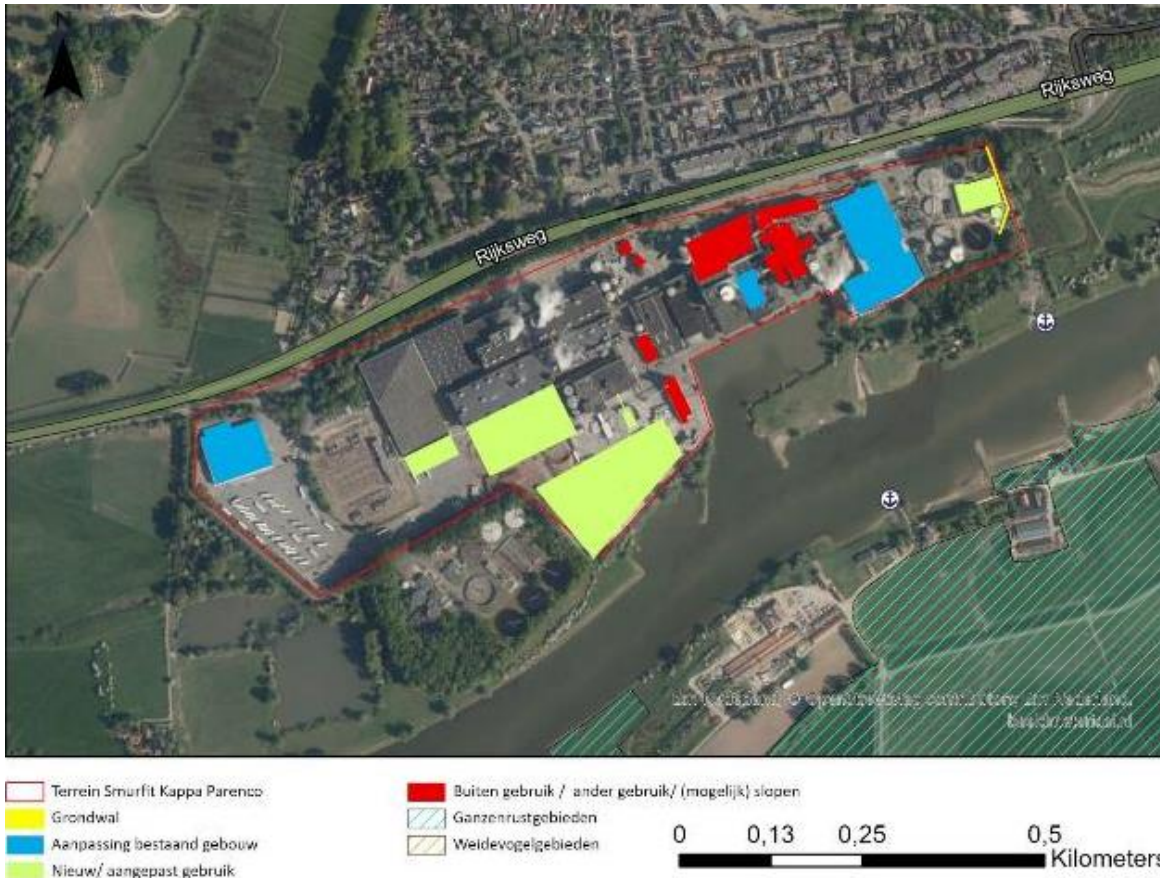 N
Rijksweg
Rijksweg
Terrein Smurfit Kappa Parenco
Grondwal
Aanpassing bestaand gebouw
Nieuw/ aangepast gebruik
Buiten gebruik / ander gebruik/ (mogelijk) slopen
Ganzenrustgebieden
Weidevogelgebieden
0 0,13 0,25 0,5
Kilometers